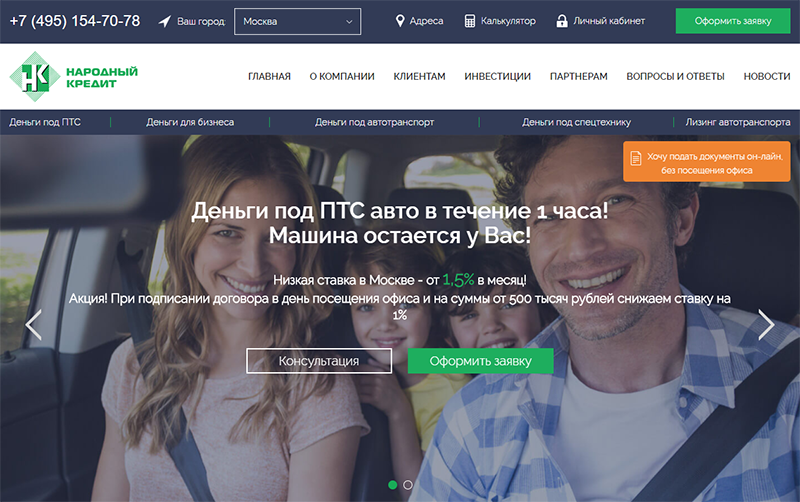 +7 (495) 154-70-78
Ваш город:
Москва
Адреса
Калькулятор
Личный кабинет
Оформить заявку
НК
НАРОДНЫЙ
КРЕДИТ
ГЛАВНАЯ
О КОМПАНИИ
КЛИЕНТАМ
ИНВЕСТИЦИИ
ПАРТНЕРАМ
ВОПРОСЫ И ОТВЕТЫ
НОВОСТИ
Деньги под ПТС
Деньги для бизнеса
Деньги под автотранспорт
Деньги под спецтехнику
Лизинг автотранспорта
Хочу подать документы он-лайн,
без посещения офиса
Деньги под ПТС авто в течение 1 часа!
Машина остается у Вас!
Низкая ставка в Москве - от 1,5% в месяц!
Акция! При подписании договора в день посещения офиса и на суммы от 500 тысяч рублей снижаем ставку на
1%
Консультация
Оформить заявку